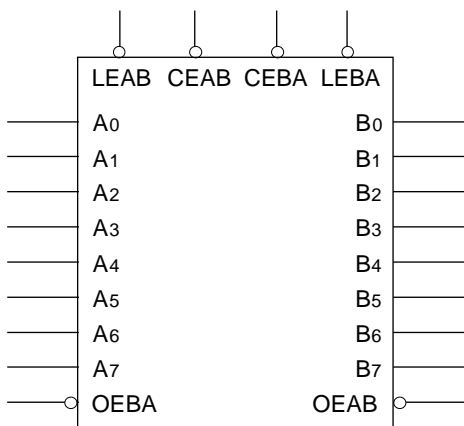 LEAB CEAB CEBA LEBA
A0 B0
A1 B1
A2 B2
A3 B3
A4 B4
A5 B5
A6 B6
A7 B7
OEBA OEAB